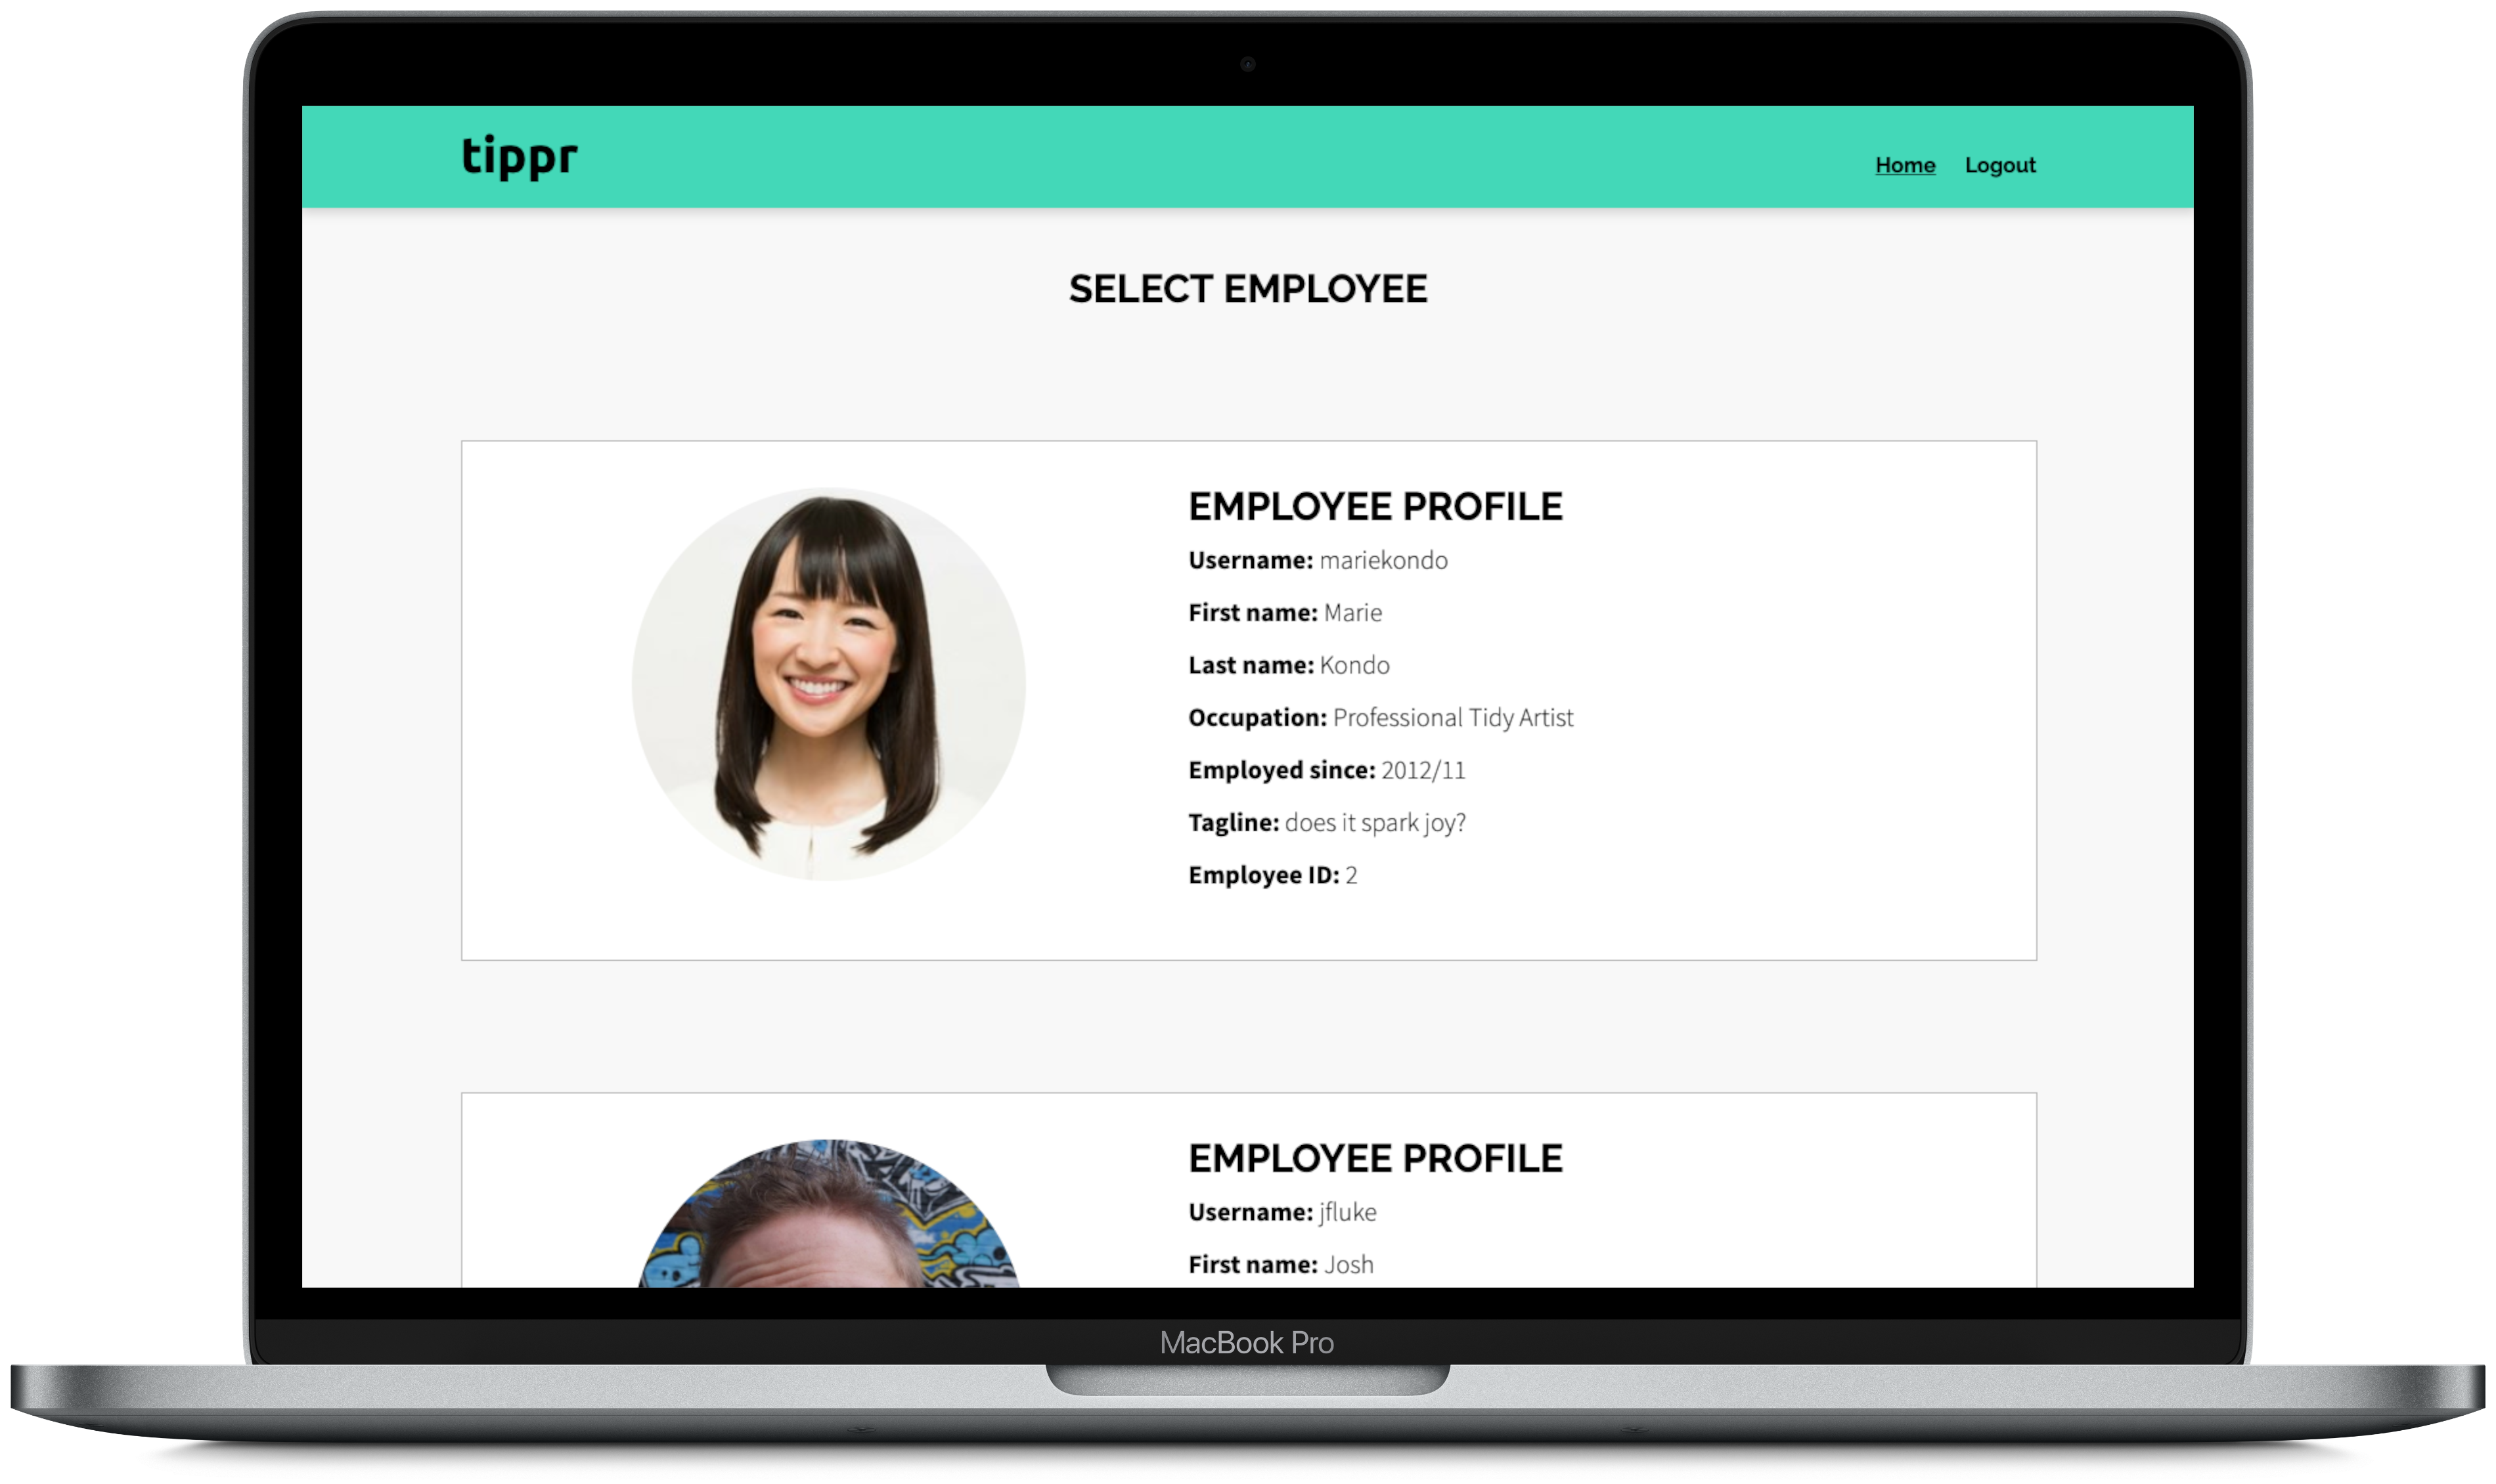 tippr
Home Logout
SELECT EMPLOYEE
EMPLOYEE PROFILE
Username: mariekondo
First name: Marie
Last name: Kondo
Occupation: Professional Tidy Artist
Employed since: 2012/11
Tagline: does it spark joy?
Employee ID: 2
EMPLOYEE PROFILE
Username: jfluke
First name: Josh
MacBook Pro